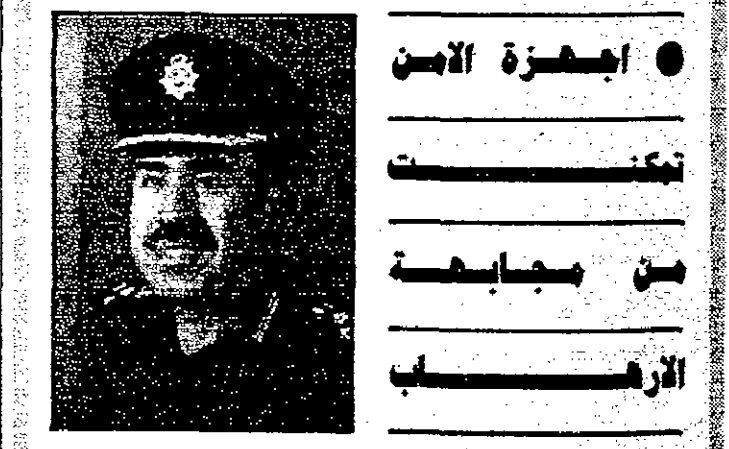 ● اجهزة الامن
تمكنت
من مجابهة
الارهاب